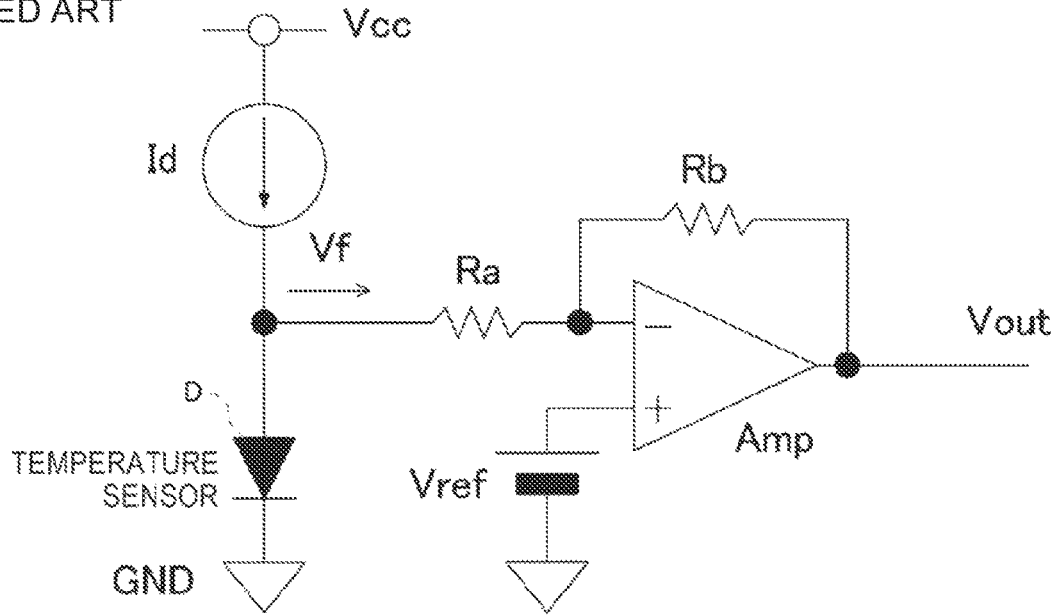 ED ART
Vcc
Id
Vf
Ra
Rb
−
+
Amp
Vout
D
TEMPERATURE
SENSOR
Vref
GND